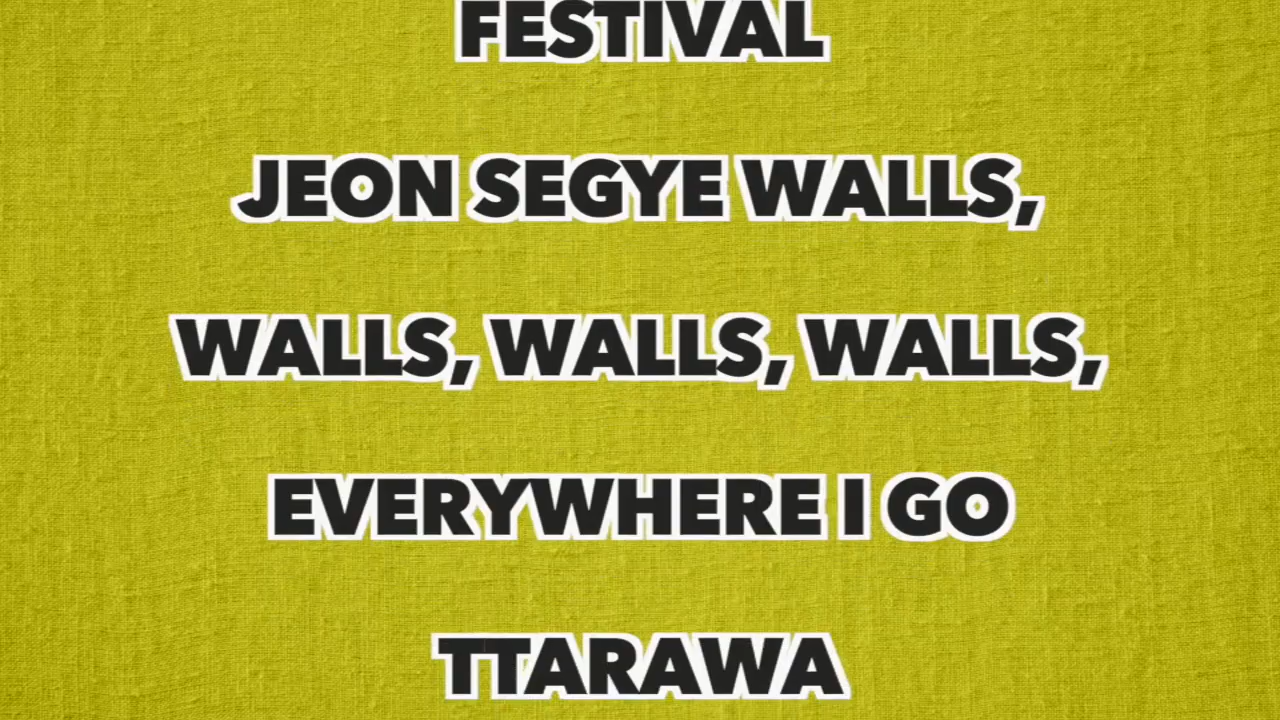 FESTIVAL
JEON SEGYE WALLS,
WALLS, WALLS, WALLS,
EVERYWHERE I GO
TTARAWA